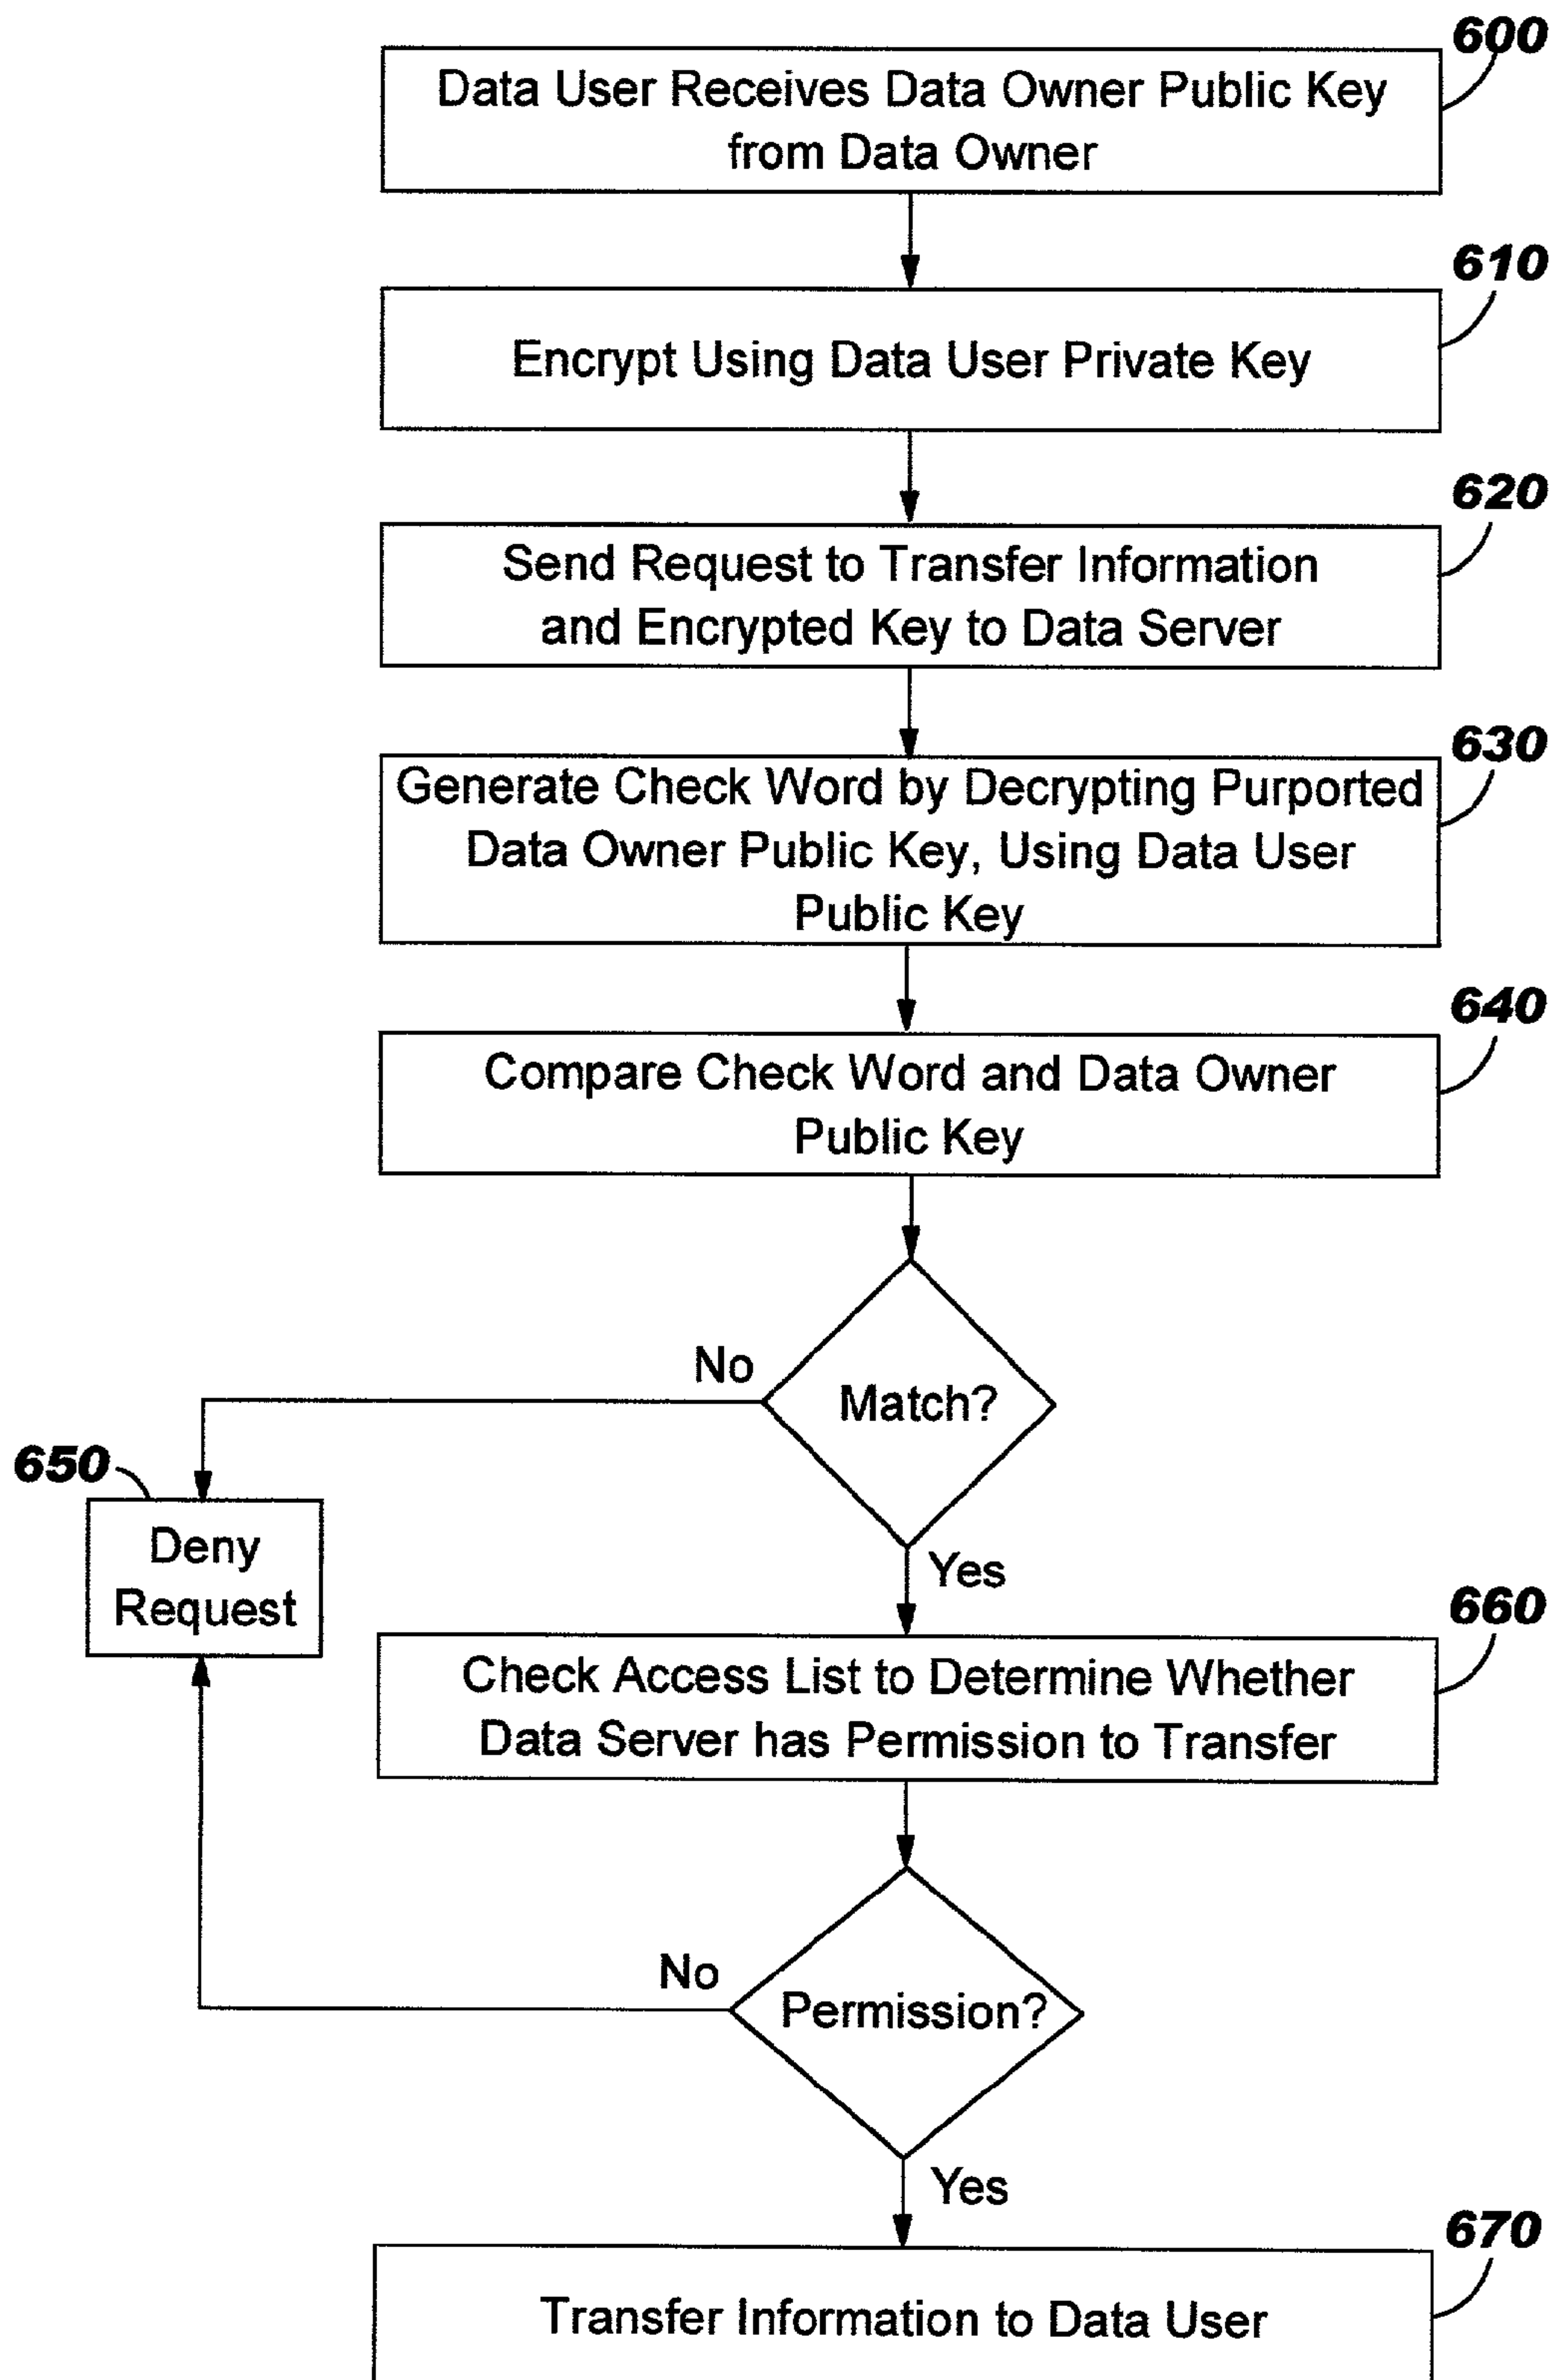 600
Data User Receives Data Owner Public Key
from Data Owner
610
Encrypt Using Data User Private Key
620
Send Request to Transfer Information
and Encrypted Key to Data Server
630
Generate Check Word by Decrypting Purported
Data Owner Public Key, Using Data User
Public Key
640
Compare Check Word and Data Owner
Public Key
No
Match?
650
Deny
Request
Yes
660
Check Access List to Determine Whether
Data Server has Permission to Transfer
No
Permission?
Yes
670
Transfer Information to Data User